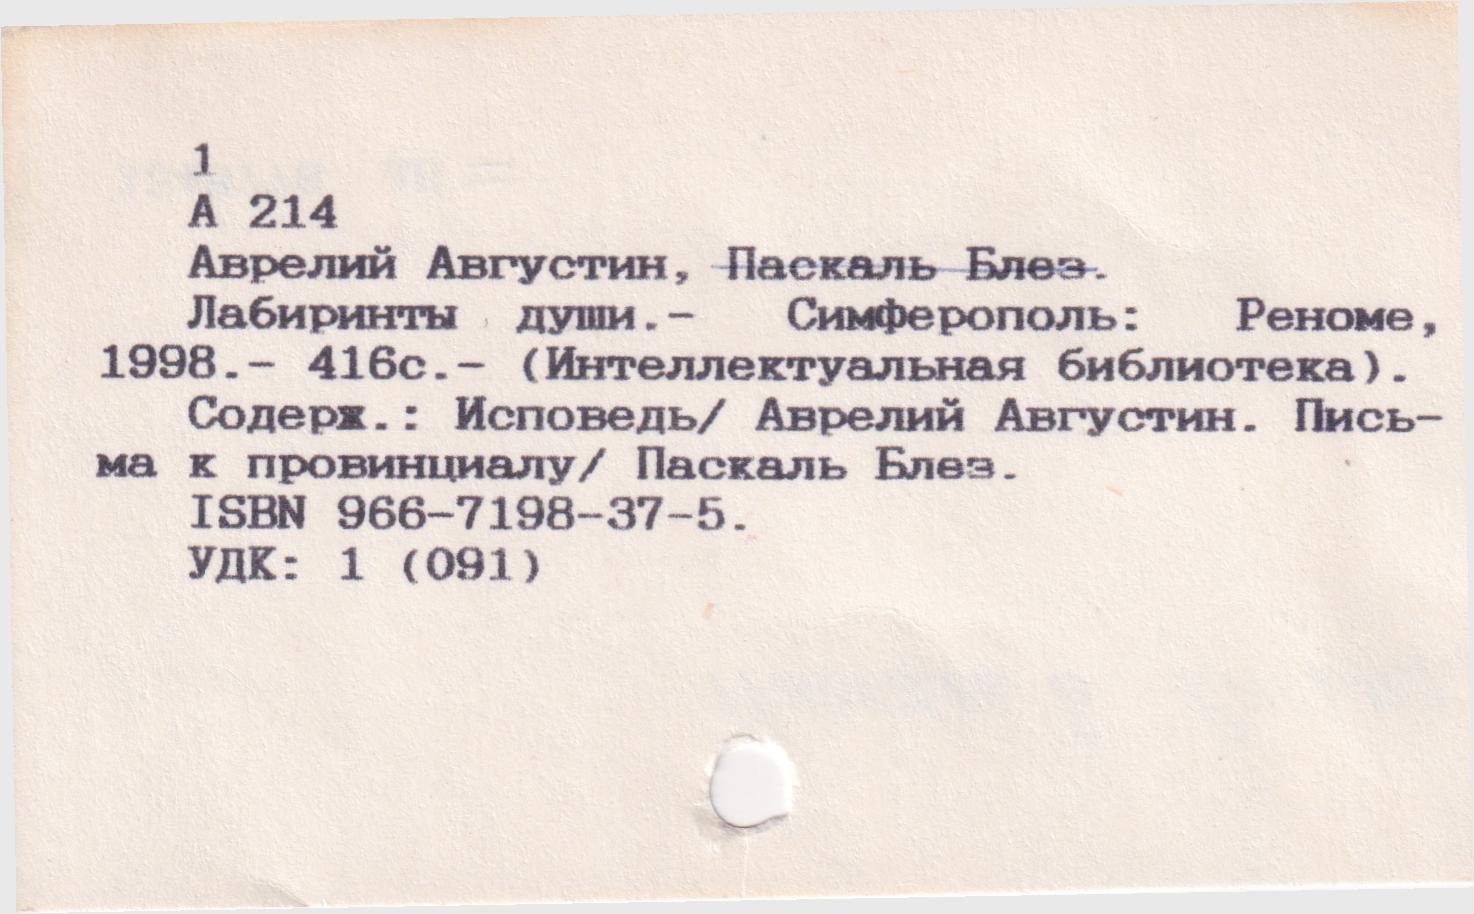 1
А 214
Аврелий Августин, Паскаль Блез.
Лабиринты души.- Симферополь: Реноме,
1998.- 416с.- (Интеллектуальная библиотека).
Содерж.: Исповедь/ Аврелий Августин. Пись-
ма к провинциалу/ Паскаль Блез.
ISBN 966-7198-37-5.
УДК: 1 (091)